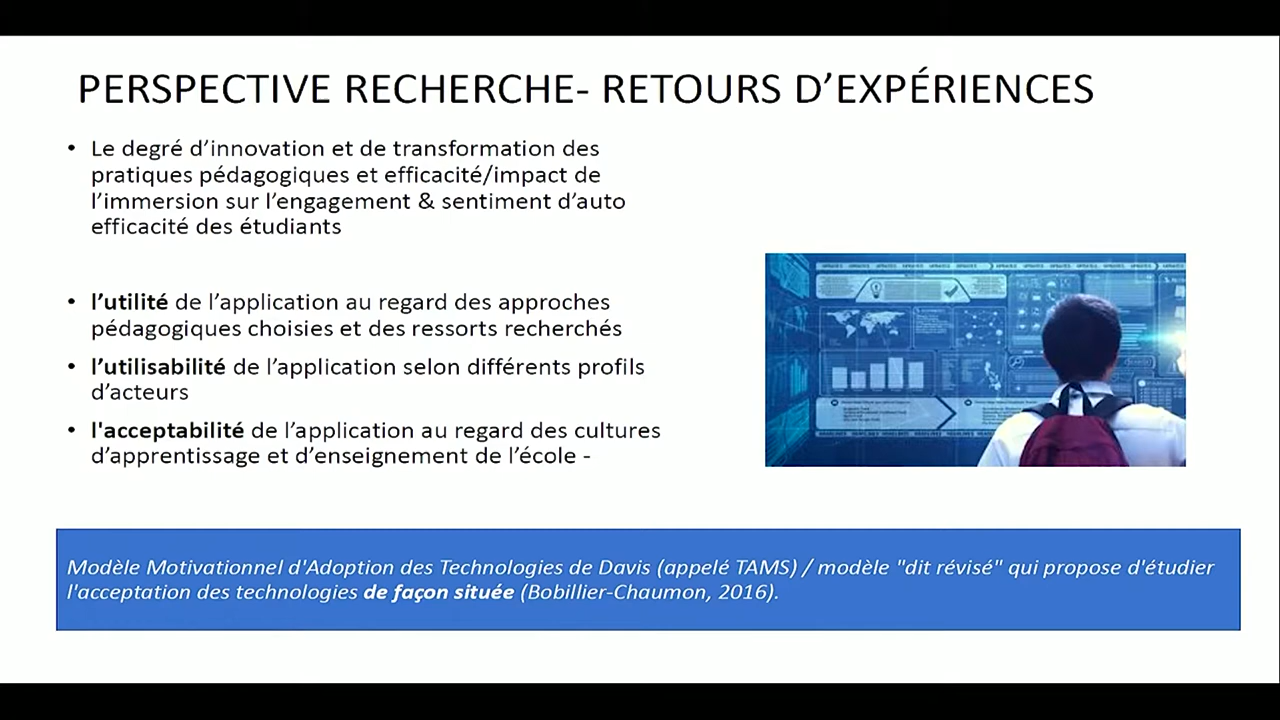 PERSPECTIVE RECHERCHE- RETOURS D’EXPÉRIENCES
• Le degré d’innovation et de transformation des
pratiques pédagogiques et efficacité/impact de
l’immersion sur l’engagement & sentiment d’auto
efficacité des étudiants
• l’utilité de l’application au regard des approches
pédagogiques choisies et des ressorts recherchés
• l’utilisabilité de l’application selon différents profils
d’acteurs
• l'acceptabilité de l’application au regard des cultures
d’apprentissage et d’enseignement de l’école -
Modèle Motivationnel d'Adoption des Technologies de Davis (appelé TAMS) / modèle "dit révisé" qui propose d'étudier
l'acceptation des technologies de façon située (Bobillier-Chaumon, 2016).